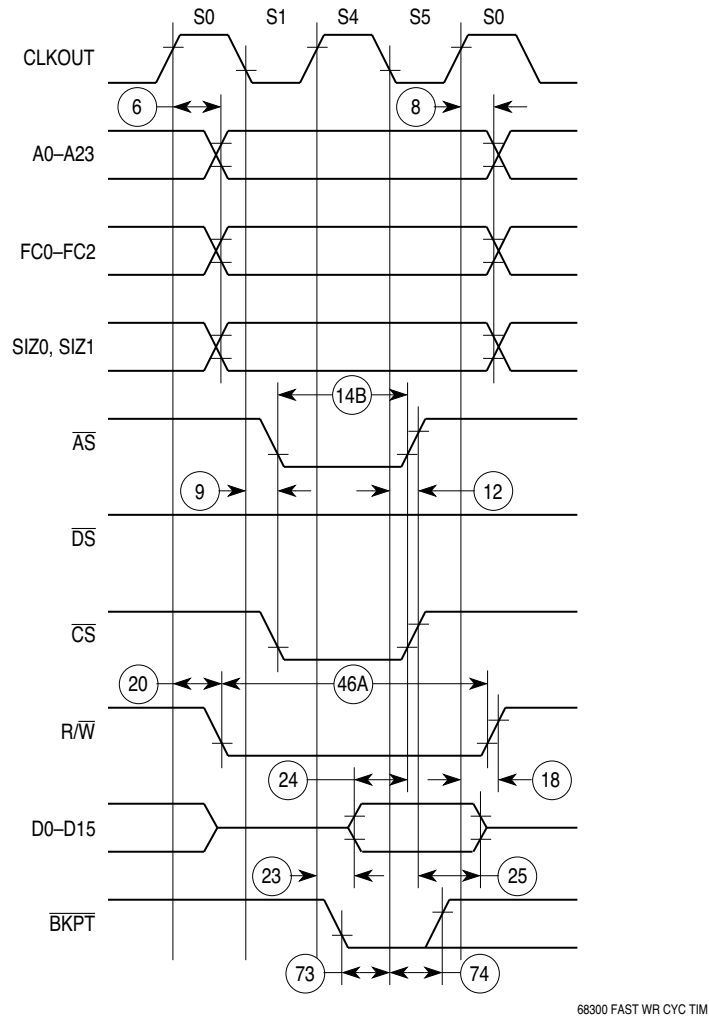 S0 S1 S4 S5 S0
CLKOUT
6 8
A0–A23
FC0–FC2
SIZ0, SIZ1
14B
AS
9 12
DS
CS
20 46A
R/W
24 18
D0–D15
23 25
BKPT
73 74
68300 FAST WR CYC TIM